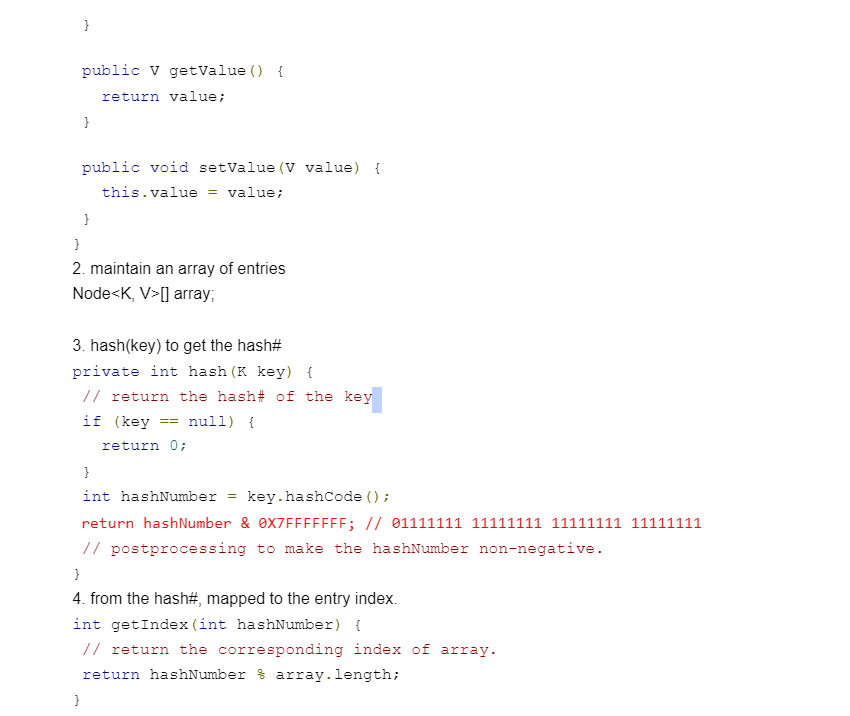 }
public V getValue() {
return value;
}
public void setValue(V value) {
this.value = value;
}
}
2. maintain an array of entries
Node<K, V>[] array;
3. hash(key) to get the hash#
private int hash(K key) {
// return the hash# of the key
if (key == null) {
return 0;
}
int hashNumber = key.hashCode();
return hashNumber & 0X7FFFFFFF; // 01111111 11111111 11111111 11111111
// postprocessing to make the hashNumber non-negative.
}
4. from the hash#, mapped to the entry index.
int getIndex(int hashNumber) {
// return the corresponding index of array.
return hashNumber % array.length;
}